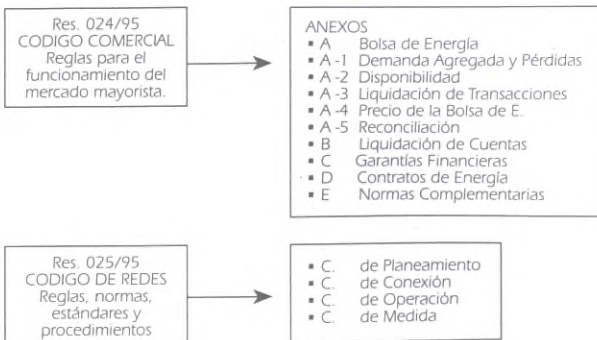 Res. 024/95
CODIGO COMERCIAL
Reglas para el
funcionamiento del
mercado mayorista.
ANEXOS
▪ A Bolsa de Energía
▪ A -1 Demanda Agregada y Pérdidas
▪ A -2 Disponibilidad
▪ A -3 Liquidación de Transacciones
▪ A -4 Precio de la Bolsa de E.
▪ A -5 Reconciliación
▪ B Liquidación de Cuentas
▪ C Garantías Financieras
▪ D Contratos de Energía
▪ E Normas Complementarias
Res. 025/95
CODIGO DE REDES
Reglas, normas,
estándares y
procedimientos
▪ C. de Planeamiento
▪ C. de Conexión
▪ C. de Operación
▪ C. de Medida